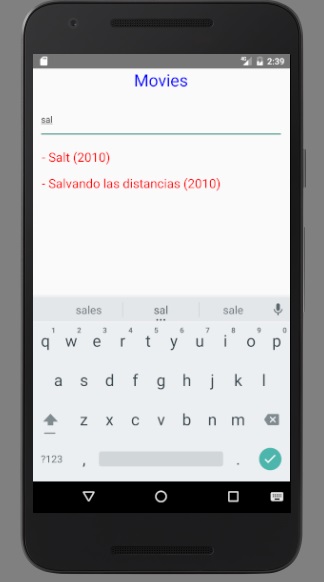 2:39
Movies
sal
- Salt (2010)
- Salvando las distancias (2010)
sales sal sale
1 2 3 4 5 6 7 8 9 0
q w e r t y u i o p
a s d f g h j k l
z x c v b n m
?123 , .